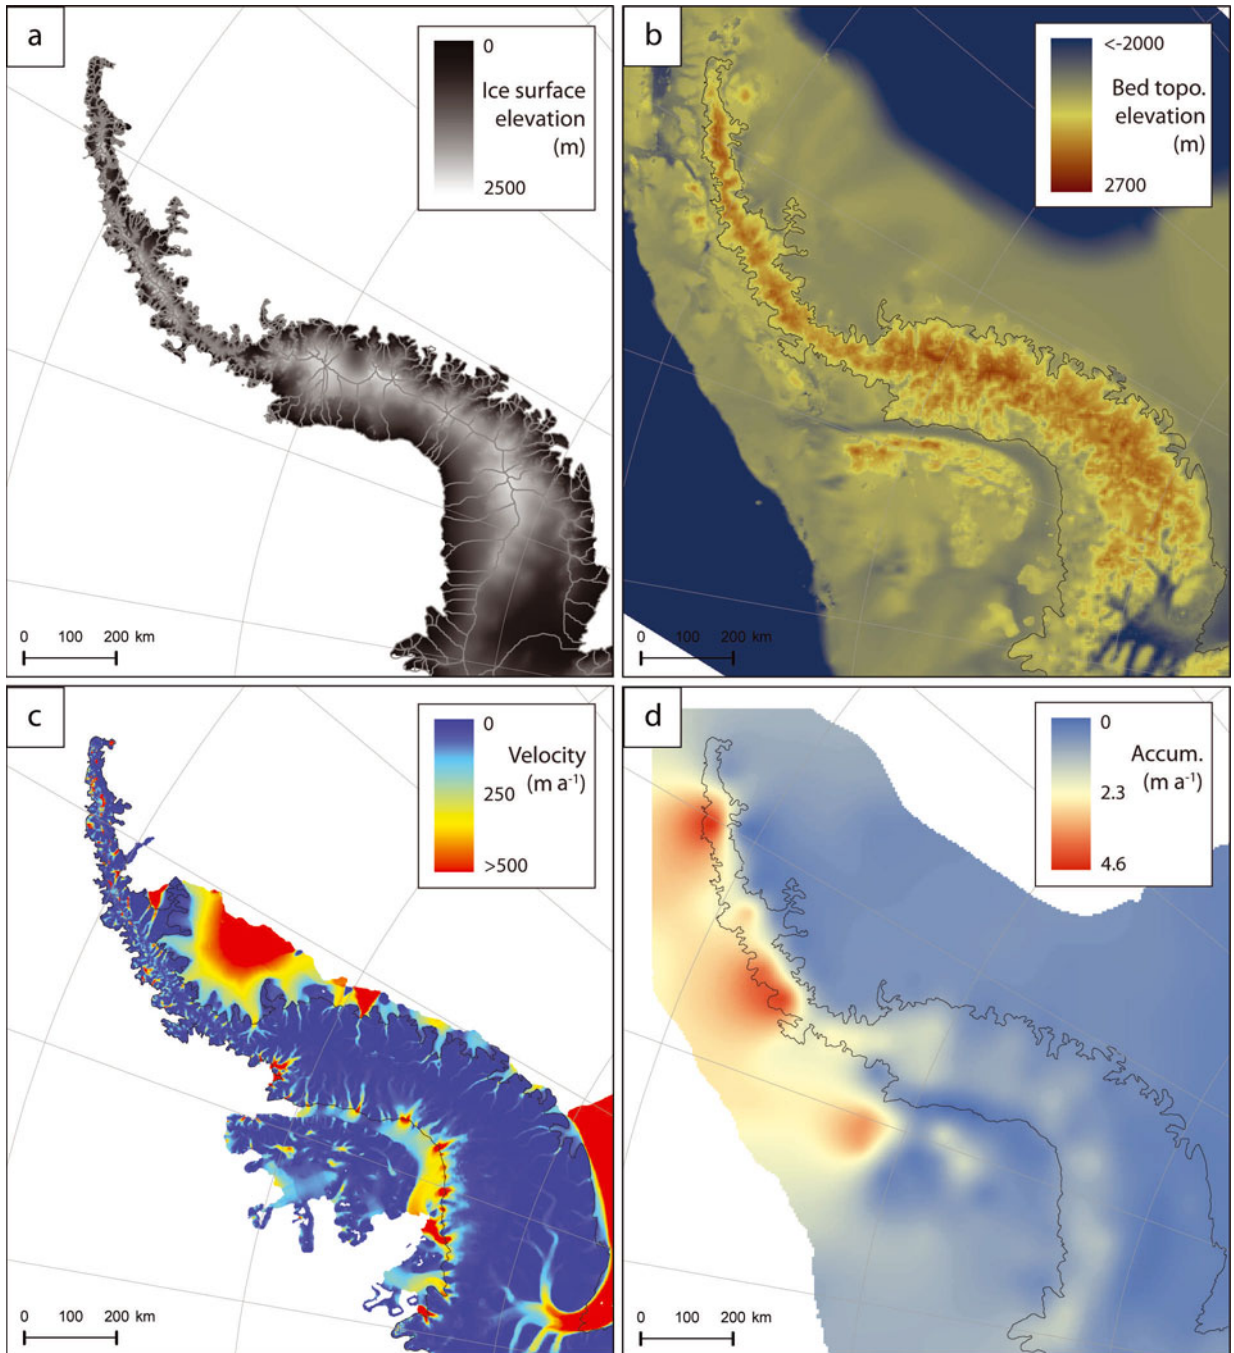 a
0
Ice surface
elevation
(m)
2500
0 100 200 km
b
<-2000
Bed topo.
elevation
(m)
2700
0 100 200 km
c
0
Velocity
(m a⁻¹)
250
>500
0 100 200 km
d
0
Accum.
(m a⁻¹)
2.3
4.6
0 100 200 km